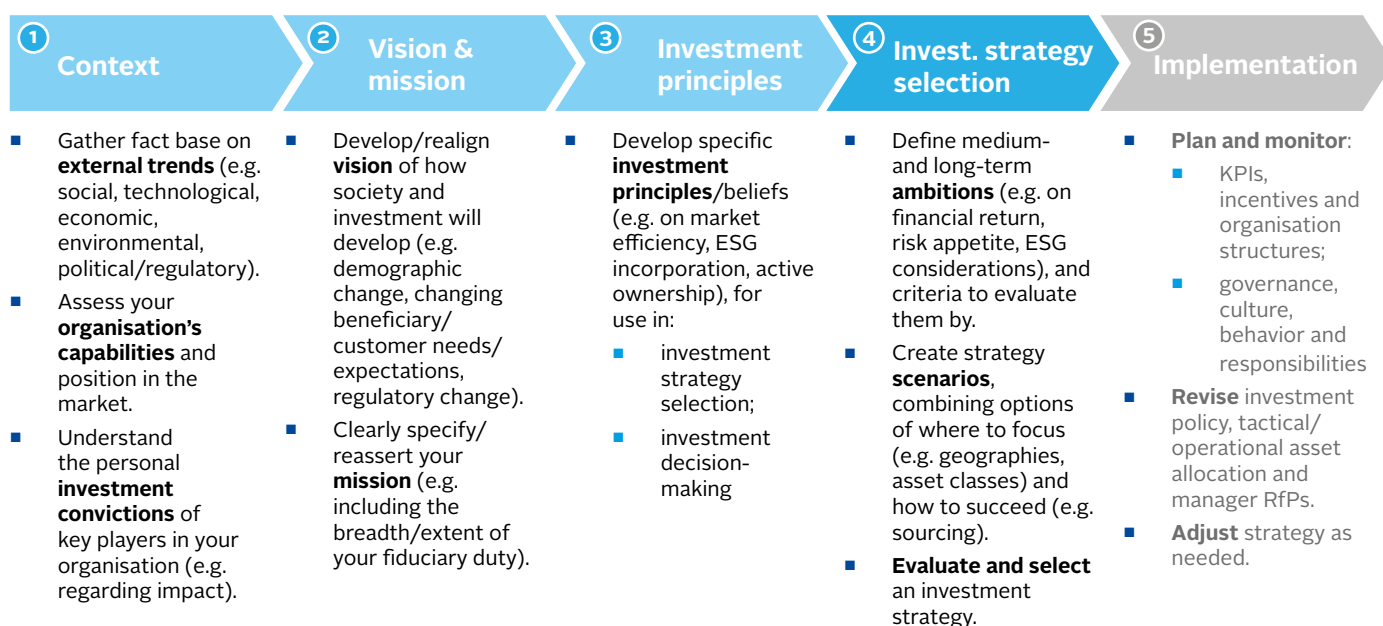 1
Context
■ Gather fact base on
external trends (e.g.
social, technological,
economic,
environmental,
political/regulatory).
■ Assess your
organisation's
capabilities and
position in the
market.
■ Understand
the personal
investment
convictions of
key players in your
organisation (e.g.
regarding impact).
2
Vision &
mission
■ Develop/realign
vision of how
society and
investment will
develop (e.g.
demographic
change, changing
beneficiary/
customer needs/
expectations,
regulatory change).
■ Clearly specify/
reassert your
mission (e.g.
including the
breadth/extent of
your fiduciary duty).
3
Investment
principles
■ Develop specific
investment
principles/beliefs
(e.g. on market
efficiency, ESG
incorporation, active
ownership), for
use in:
■ investment
strategy
selection;
■ investment
decision-
making
4
Invest. strategy
selection
■ Define medium-
and long-term
ambitions (e.g. on
financial return,
risk appetite, ESG
considerations), and
criteria to evaluate
them by.
■ Create strategy
scenarios,
combining options
of where to focus
(e.g. geographies,
asset classes) and
how to succeed (e.g.
sourcing).
■ Evaluate and select
an investment
strategy.
5
Implementation
■ Plan and monitor:
■ KPIs,
incentives and
organisation
structures;
■ governance,
culture,
behavior and
responsibilities
■ Revise investment
policy, tactical/
operational asset
allocation and
manager RfPs.
■ Adjust strategy as
needed.